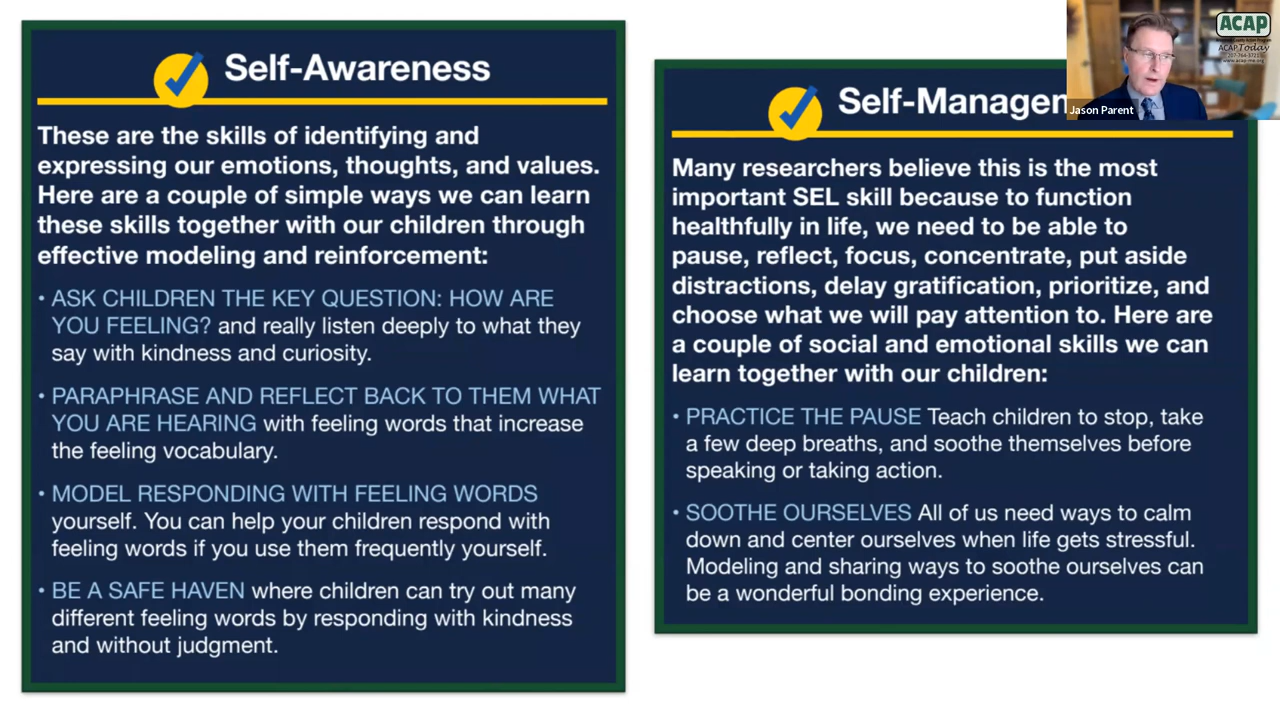 Self-Awareness
These are the skills of identifying and
expressing our emotions, thoughts, and values.
Here are a couple of simple ways we can learn
these skills together with our children through
effective modeling and reinforcement:
• ASK CHILDREN THE KEY QUESTION: HOW ARE
YOU FEELING? and really listen deeply to what they
say with kindness and curiosity.
• PARAPHRASE AND REFLECT BACK TO THEM WHAT
YOU ARE HEARING with feeling words that increase
the feeling vocabulary.
• MODEL RESPONDING WITH FEELING WORDS
yourself. You can help your children respond with
feeling words if you use them frequently yourself.
• BE A SAFE HAVEN where children can try out many
different feeling words by responding with kindness
and without judgment.
Self-Managem
Many researchers believe this is the most
important SEL skill because to function
healthfully in life, we need to be able to
pause, reflect, focus, concentrate, put aside
distractions, delay gratification, prioritize, and
choose what we will pay attention to. Here are
a couple of social and emotional skills we can
learn together with our children:
• PRACTICE THE PAUSE Teach children to stop, take
a few deep breaths, and soothe themselves before
speaking or taking action.
• SOOTHE OURSELVES All of us need ways to calm
down and center ourselves when life gets stressful.
Modeling and sharing ways to soothe ourselves can
be a wonderful bonding experience.
ACAP
ACAP Today
Jason Parent